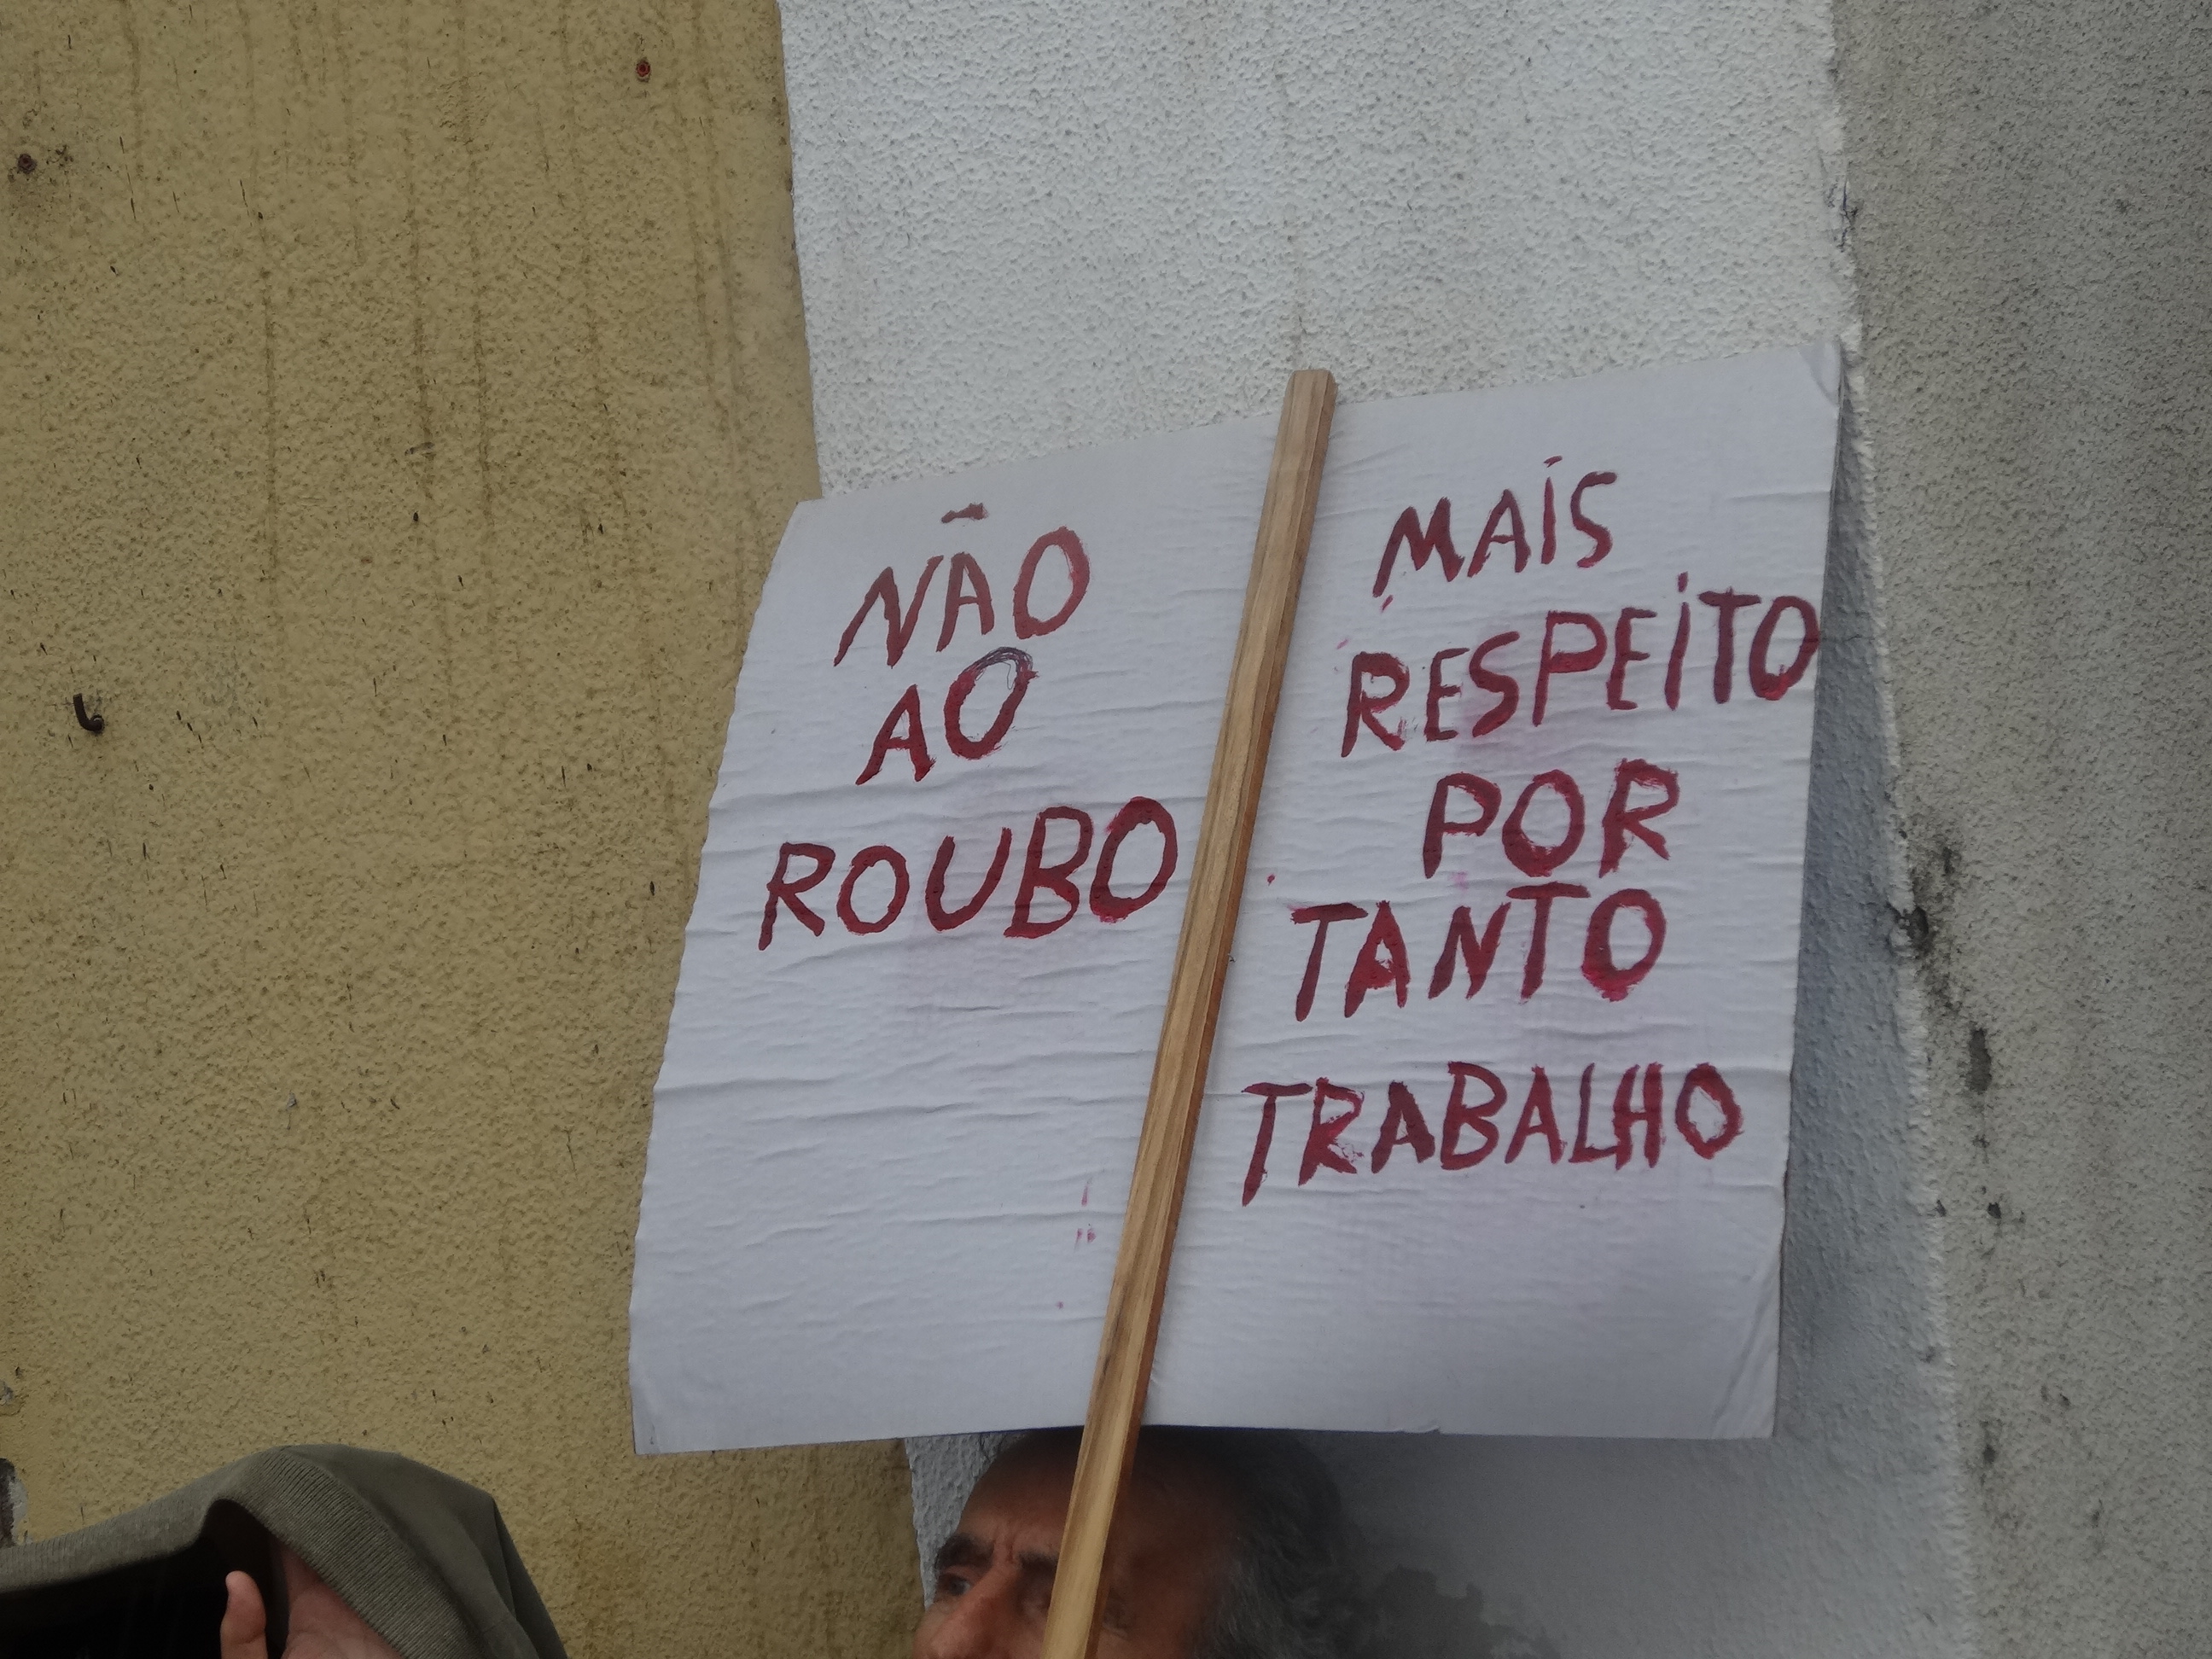 NÃO
AO
ROUBO
MAIS
RESPEITO
POR
TANTO
TRABALHO